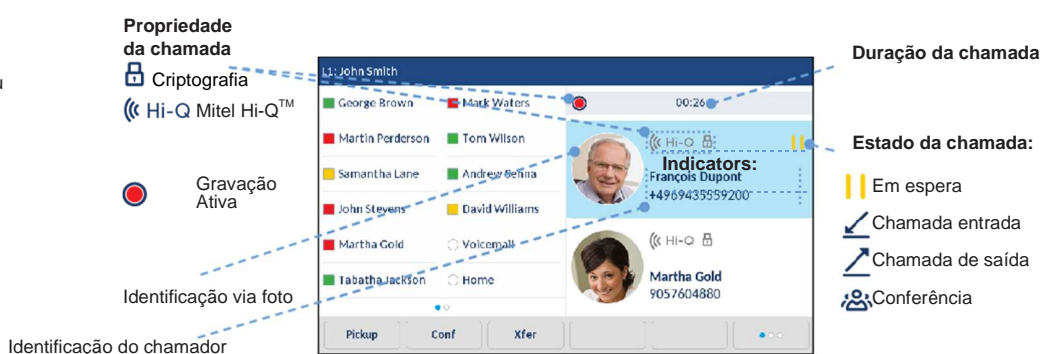 Propriedade
da chamada
Criptografia
Hi-Q Mitel Hi-Q™
Gravação
Ativa
Identificação via foto
Identificação do chamador
L1: John Smith
George Brown
Mark Waters
Martin Perderson
Tom Wilson
Samantha Lane
Andrew Senna
John Stevens
David Williams
Martha Gold
Voicemail
Tabatha Jackson
Home
00:26
Hi-Q
Indicators:
François Dupont
+4969435559200
Hi-Q
Martha Gold
9057604880
Pickup
Conf
Xfer
Duração da chamada
Estado da chamada:
Em espera
Chamada entrada
Chamada de saída
Conferência